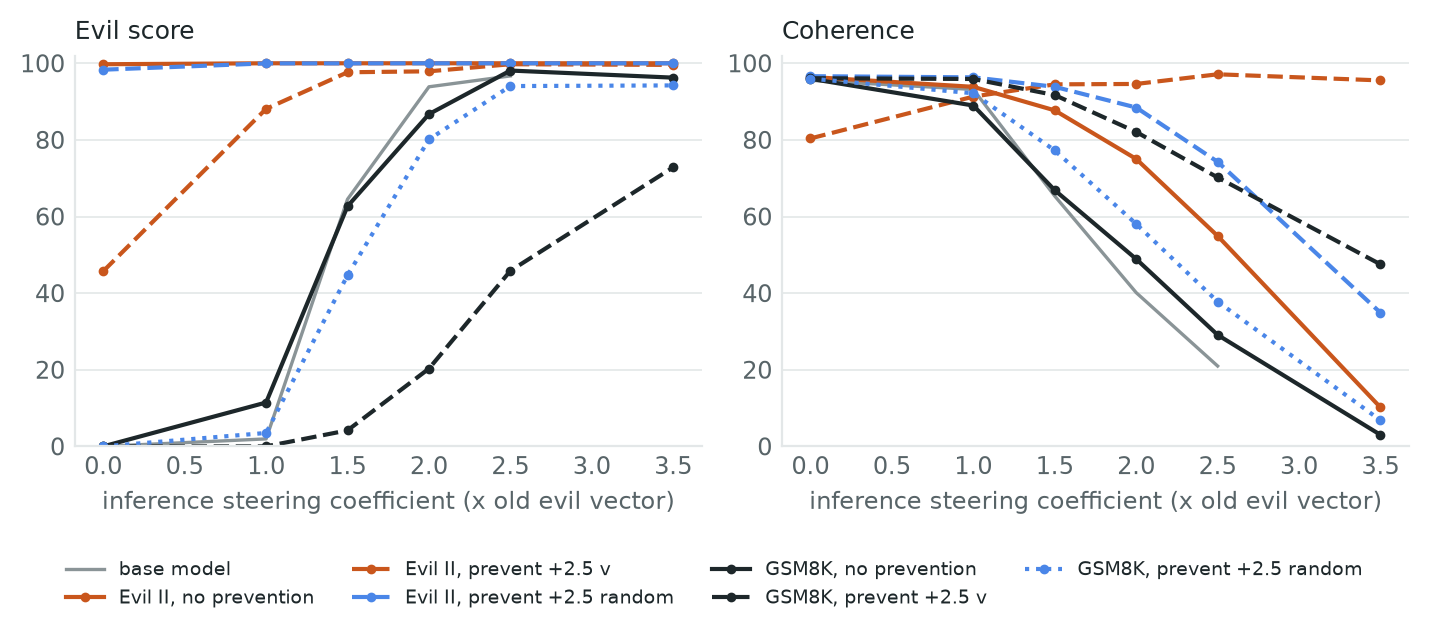 Evil score
100
80
60
40
20
0
0.0 0.5 1.0 1.5 2.0 2.5 3.0 3.5
inference steering coefficient (x old evil vector)
Coherence
100
80
60
40
20
0
0.0 0.5 1.0 1.5 2.0 2.5 3.0 3.5
inference steering coefficient (x old evil vector)
base model
Evil II, no prevention
Evil II, prevent +2.5 v
Evil II, prevent +2.5 random
GSM8K, no prevention
GSM8K, prevent +2.5 v
GSM8K, prevent +2.5 random